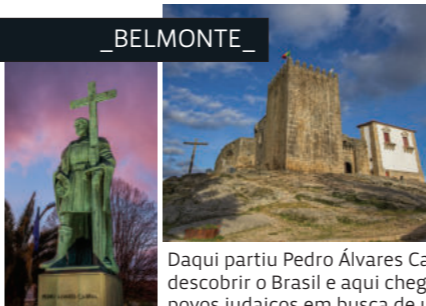 _BELMONTE_
Daqui partiu Pedro Álvares
descobrir o Brasil e aqui
povos judaicos em busca de